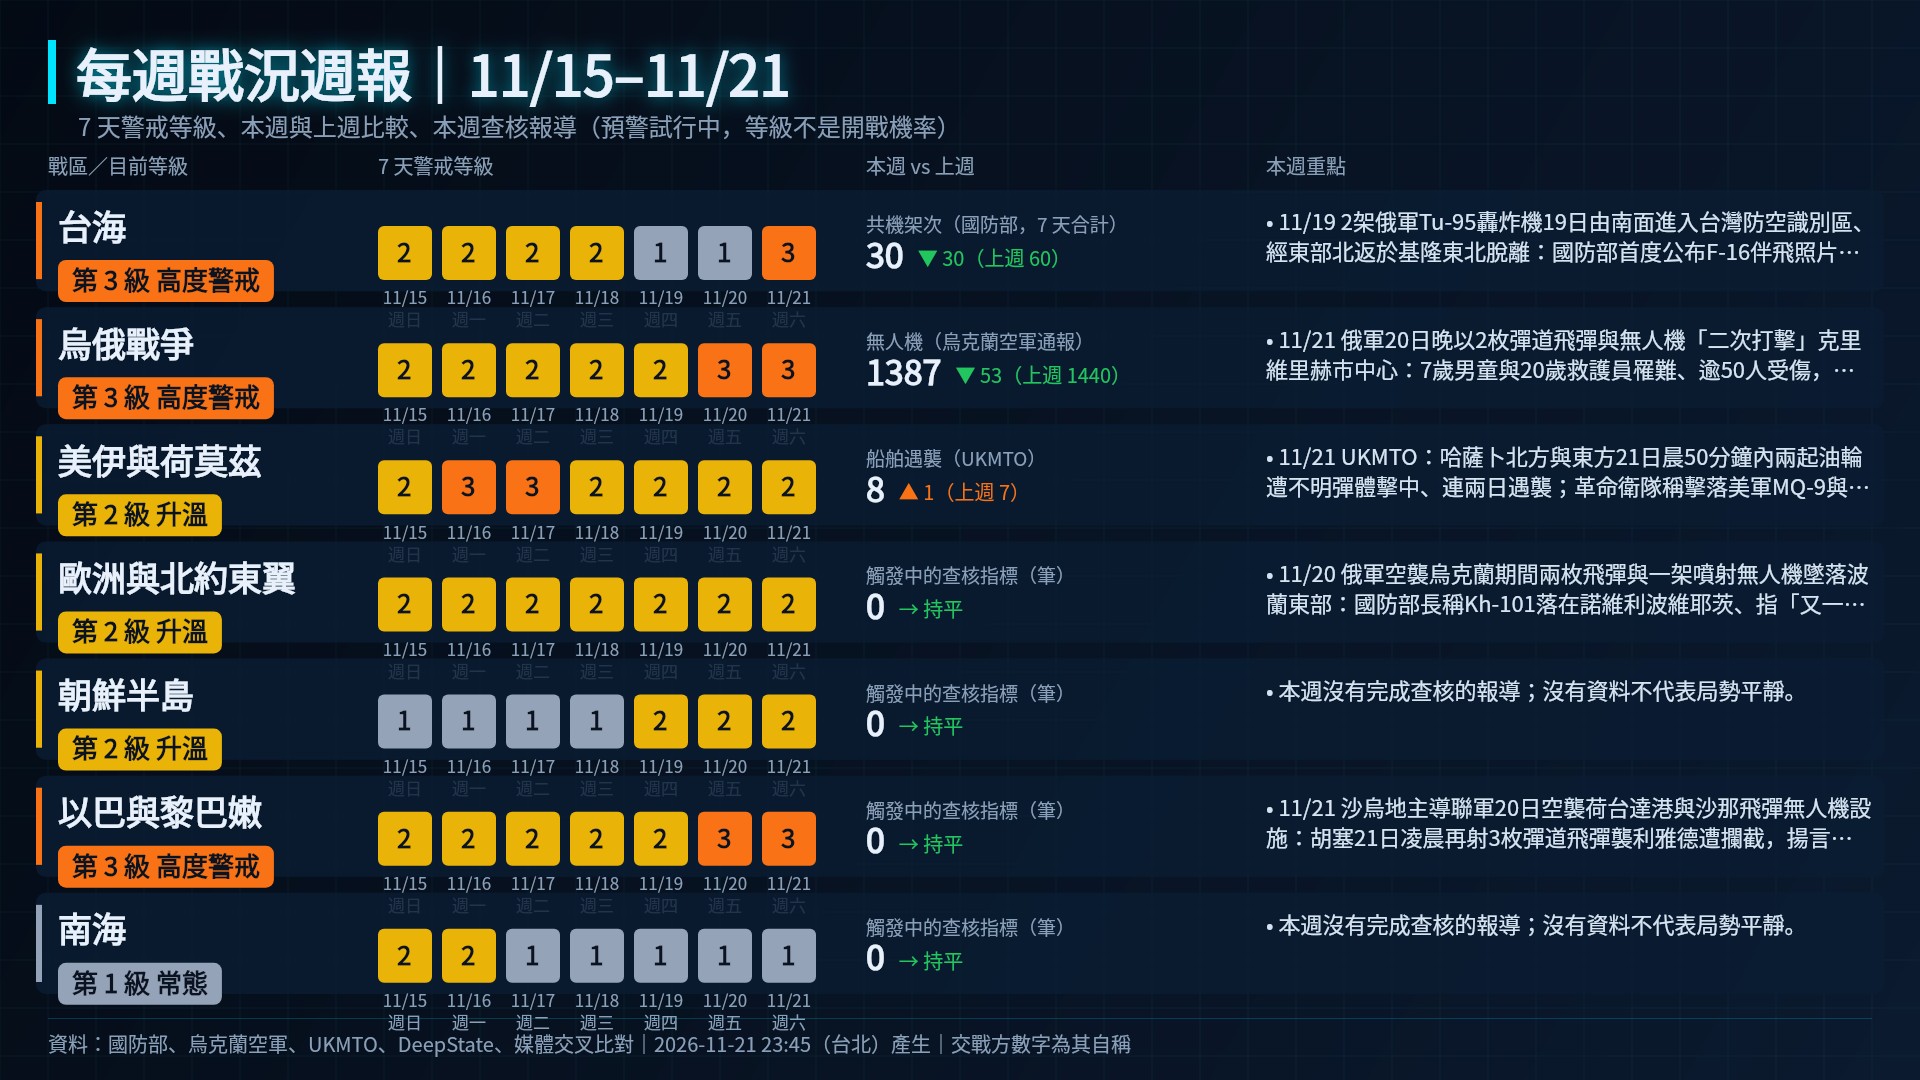 每週戰況週報｜11/15–11/21
7 天警戒等級、本週與上週比較、本週查核報導（預警試行中，等級不是開戰機率）
戰區／目前等級
7 天警戒等級
本週 vs 上週
本週重點
台海
第 3 級 高度警戒
2 2 2 2 1 1 3
11/15 11/16 11/17 11/18 11/19 11/20 11/21
週日 週一 週二 週三 週四 週五 週六
共機架次（國防部，7 天合計）
30 ▼ 30（上週 60）
• 11/19 2架俄軍Tu-95轟炸機19日由南面進入台灣防空識別區、
經東部北返於基隆東北脫離：國防部首度公布F-16伴飛照片…
烏俄戰爭
第 3 級 高度警戒
2 2 2 2 2 3 3
11/15 11/16 11/17 11/18 11/19 11/20 11/21
週日 週一 週二 週三 週四 週五 週六
無人機（烏克蘭空軍通報）
1387 ▼ 53（上週 1440）
• 11/21 俄軍20日晚以2枚彈道飛彈與無人機「二次打擊」克里
維里赫市中心：7歲男童與20歲救護員罹難、逾50人受傷，…
美伊與荷莫茲
第 2 級 升溫
2 3 3 2 2 2 2
11/15 11/16 11/17 11/18 11/19 11/20 11/21
週日 週一 週二 週三 週四 週五 週六
船舶遇襲（UKMTO）
8 ▲ 1（上週 7）
• 11/21 UKMTO：哈薩卜北方與東方21日晨50分鐘內兩起油輪
遭不明彈體擊中、連兩日遇襲；革命衛隊稱擊落美軍MQ-9與…
歐洲與北約東翼
第 2 級 升溫
2 2 2 2 2 2 2
11/15 11/16 11/17 11/18 11/19 11/20 11/21
週日 週一 週二 週三 週四 週五 週六
觸發中的查核指標（筆）
0 → 持平
• 11/20 俄軍空襲烏克蘭期間兩枚飛彈與一架噴射無人機墜落波
蘭東部：國防部長稱Kh-101落在諾維利波維耶茨、指「又一…
朝鮮半島
第 2 級 升溫
1 1 1 1 2 2 2
11/15 11/16 11/17 11/18 11/19 11/20 11/21
週日 週一 週二 週三 週四 週五 週六
觸發中的查核指標（筆）
0 → 持平
• 本週沒有完成查核的報導；沒有資料不代表局勢平靜。
以巴與黎巴嫩
第 3 級 高度警戒
2 2 2 2 2 3 3
11/15 11/16 11/17 11/18 11/19 11/20 11/21
週日 週一 週二 週三 週四 週五 週六
觸發中的查核指標（筆）
0 → 持平
• 11/21 沙烏地主導聯軍20日空襲荷台達港與沙那飛彈無人機設
施：胡塞21日凌晨再射3枚彈道飛彈襲利雅德遭攔截，揚言…
南海
第 1 級 常態
2 2 1 1 1 1 1
11/15 11/16 11/17 11/18 11/19 11/20 11/21
週日 週一 週二 週三 週四 週五 週六
觸發中的查核指標（筆）
0 → 持平
• 本週沒有完成查核的報導；沒有資料不代表局勢平靜。
資料：國防部、烏克蘭空軍、UKMTO、DeepState、媒體交叉比對｜2026-11-21 23:45（台北）產生｜交戰方數字為其自稱